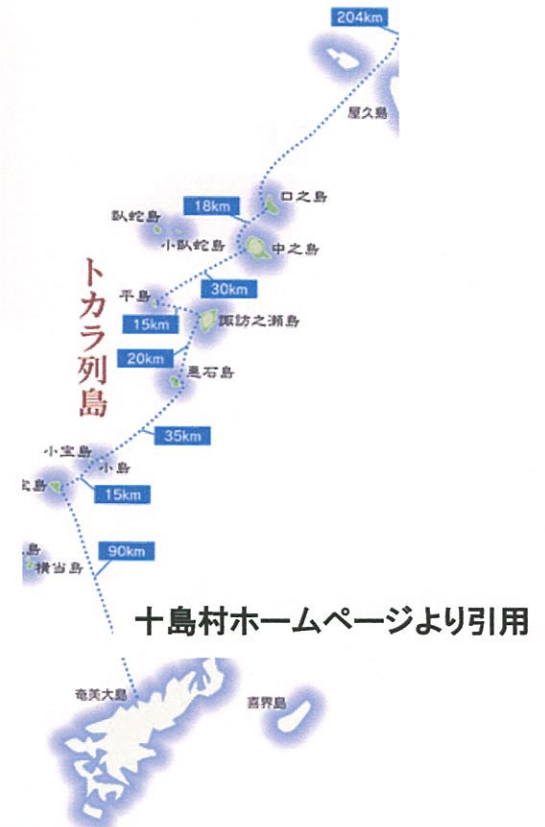 204km
屋久島
口之島
18km
臥蛇島
小臥蛇島
中之島
30km
平島
15km
諏訪之瀬島
トカラ列島
20km
悪石島
35km
小宝島
小島
島
15km
90km
島
横当島
十島村ホームページより引用
奄美大島
喜界島